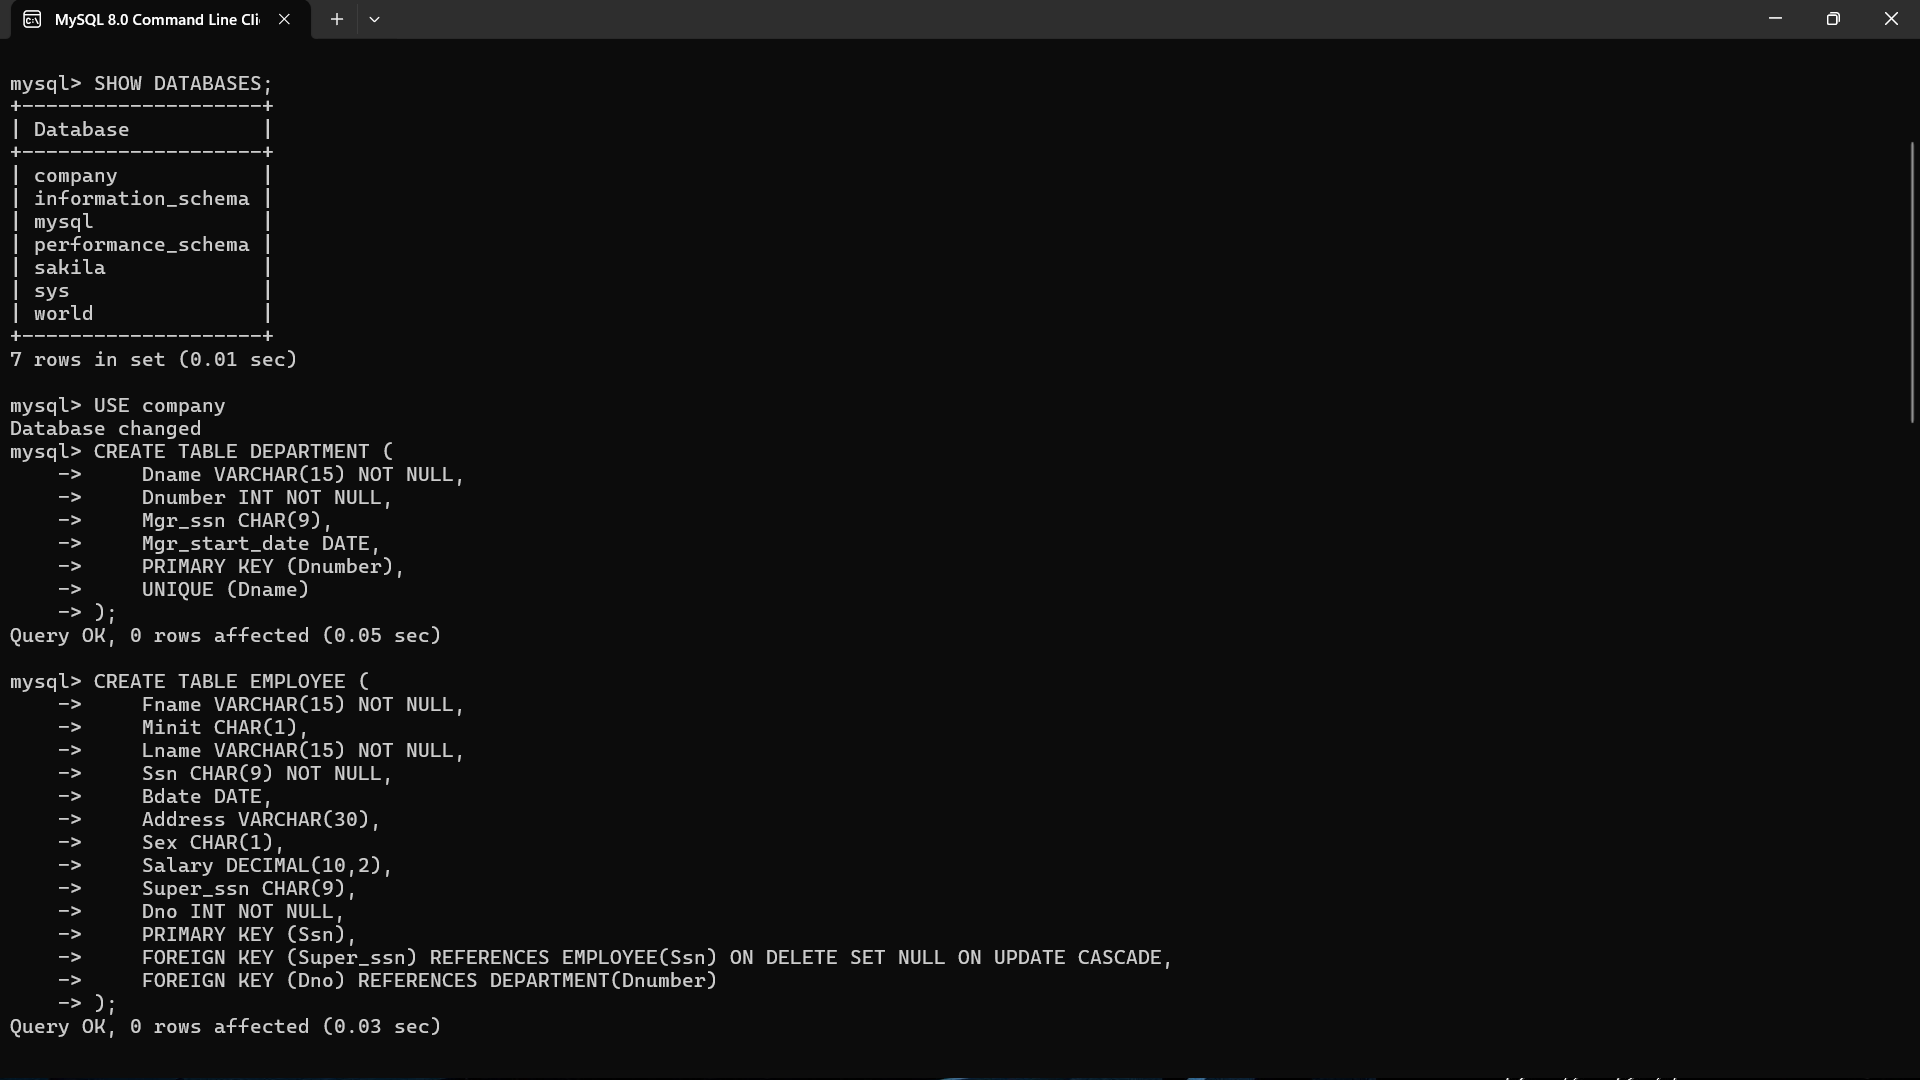 MySQL 8.0 Command Line Cli
mysql> SHOW DATABASES;
+--------------------+
| Database           |
+--------------------+
| company            |
| information_schema |
| mysql              |
| performance_schema |
| sakila             |
| sys                |
| world              |
+--------------------+
7 rows in set (0.01 sec)

mysql> USE company
Database changed
mysql> CREATE TABLE DEPARTMENT (
    ->     Dname VARCHAR(15) NOT NULL,
    ->     Dnumber INT NOT NULL,
    ->     Mgr_ssn CHAR(9),
    ->     Mgr_start_date DATE,
    ->     PRIMARY KEY (Dnumber),
    ->     UNIQUE (Dname)
    -> );
Query OK, 0 rows affected (0.05 sec)

mysql> CREATE TABLE EMPLOYEE (
    ->     Fname VARCHAR(15) NOT NULL,
    ->     Minit CHAR(1),
    ->     Lname VARCHAR(15) NOT NULL,
    ->     Ssn CHAR(9) NOT NULL,
    ->     Bdate DATE,
    ->     Address VARCHAR(30),
    ->     Sex CHAR(1),
    ->     Salary DECIMAL(10,2),
    ->     Super_ssn CHAR(9),
    ->     Dno INT NOT NULL,
    ->     PRIMARY KEY (Ssn),
    ->     FOREIGN KEY (Super_ssn) REFERENCES EMPLOYEE(Ssn) ON DELETE SET NULL ON UPDATE CASCADE,
    ->     FOREIGN KEY (Dno) REFERENCES DEPARTMENT(Dnumber)
    -> );
Query OK, 0 rows affected (0.03 sec)